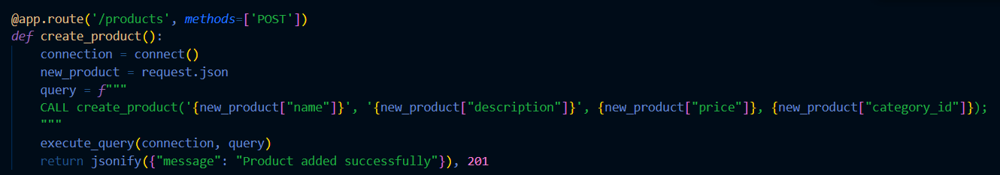 @app.route('/products', methods=['POST'])
def create_product():
    connection = connect()
    new_product = request.json
    query = f"""
    CALL create_product('{new_product["name"]}', '{new_product["description"]}', {new_product["price"]}, {new_product["category_id"]});
    """
    execute_query(connection, query)
    return jsonify({"message": "Product added successfully"}), 201